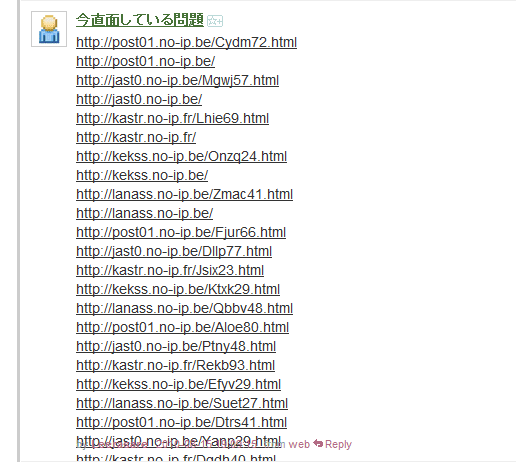 今直面している問題
http://post01.no-ip.be/Cydm72.html
http://post01.no-ip.be/
http://jast0.no-ip.be/Mgwj57.html
http://jast0.no-ip.be/
http://kastr.no-ip.fr/Lhie69.html
http://kastr.no-ip.fr/
http://kekss.no-ip.be/Onzq24.html
http://kekss.no-ip.be/
http://lanass.no-ip.be/Zmac41.html
http://lanass.no-ip.be/
http://post01.no-ip.be/Fjur66.html
http://jast0.no-ip.be/Dllp77.html
http://kastr.no-ip.fr/Jsix23.html
http://kekss.no-ip.be/Ktxk29.html
http://lanass.no-ip.be/Qbbv48.html
http://post01.no-ip.be/Aloe80.html
http://jast0.no-ip.be/Ptny48.html
http://kastr.no-ip.fr/Rekb93.html
http://kekss.no-ip.be/Efyv29.html
http://lanass.no-ip.be/Suet27.html
http://post01.no-ip.be/Dtrs41.html
http://jast0.no-ip.be/Yanp29.html
web Reply
http://kastr.no-ip.fr/Dgdh40.html